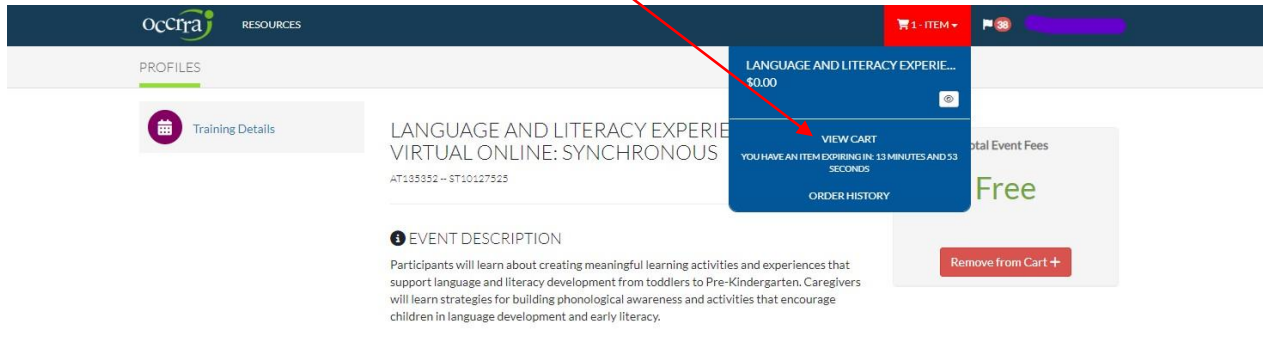 occrra
RESOURCES
1 - ITEM
38
PROFILES
LANGUAGE AND LITERACY EXPERIE...
$0.00
VIEW CART
YOU HAVE AN ITEM EXPIRING IN: 13 MINUTES AND 53
SECONDS
ORDER HISTORY
Training Details
LANGUAGE AND LITERACY EXPERIE
VIRTUAL ONLINE: SYNCHRONOUS
AT135352 -- ST10127525
Event Fees
Free
Remove from Cart +
EVENT DESCRIPTION
Participants will learn about creating meaningful learning activities and experiences that
support language and literacy development from toddlers to Pre-Kindergarten. Caregivers
will learn strategies for building phonological awareness and activities that encourage
children in language development and early literacy.